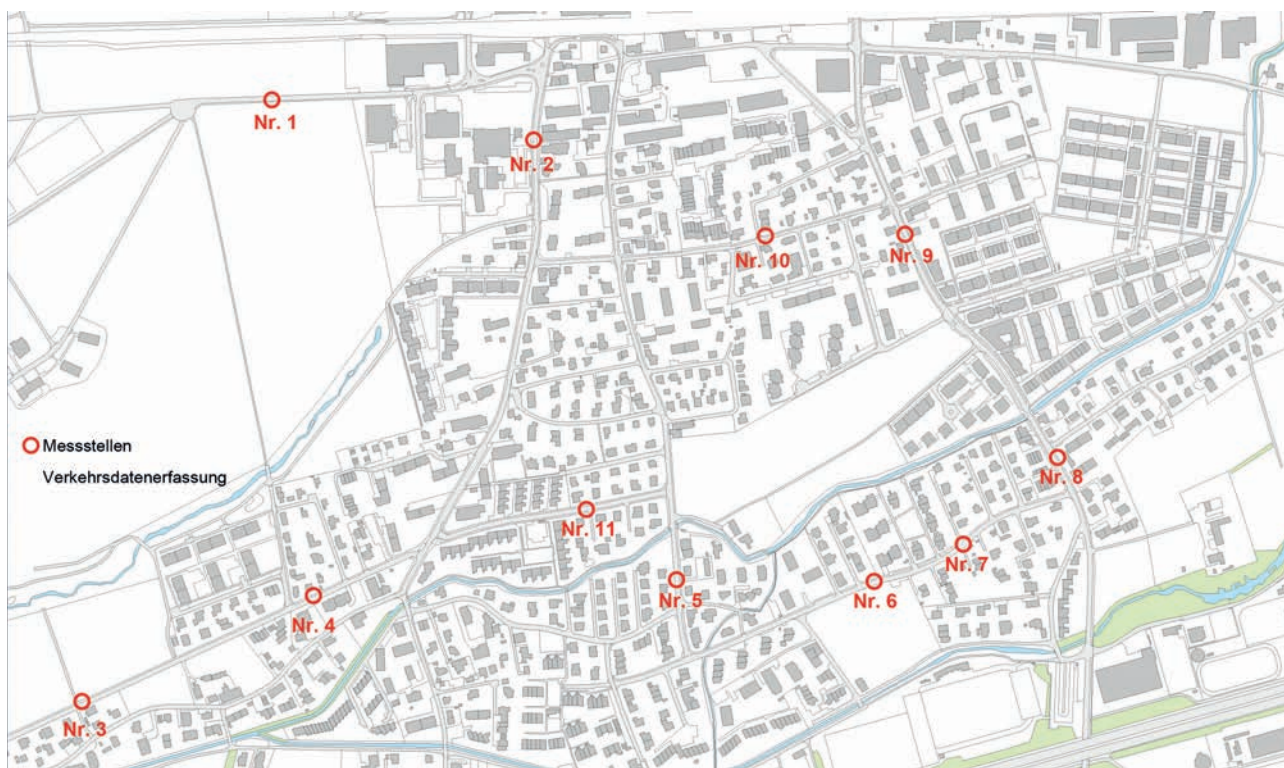 Nr. 1
Nr. 2
Nr. 10
Nr. 9
Messstellen
Verkehrsdatenerfassung
Nr. 8
Nr. 11
Nr. 7
Nr. 5
Nr. 6
Nr. 4
Nr. 3